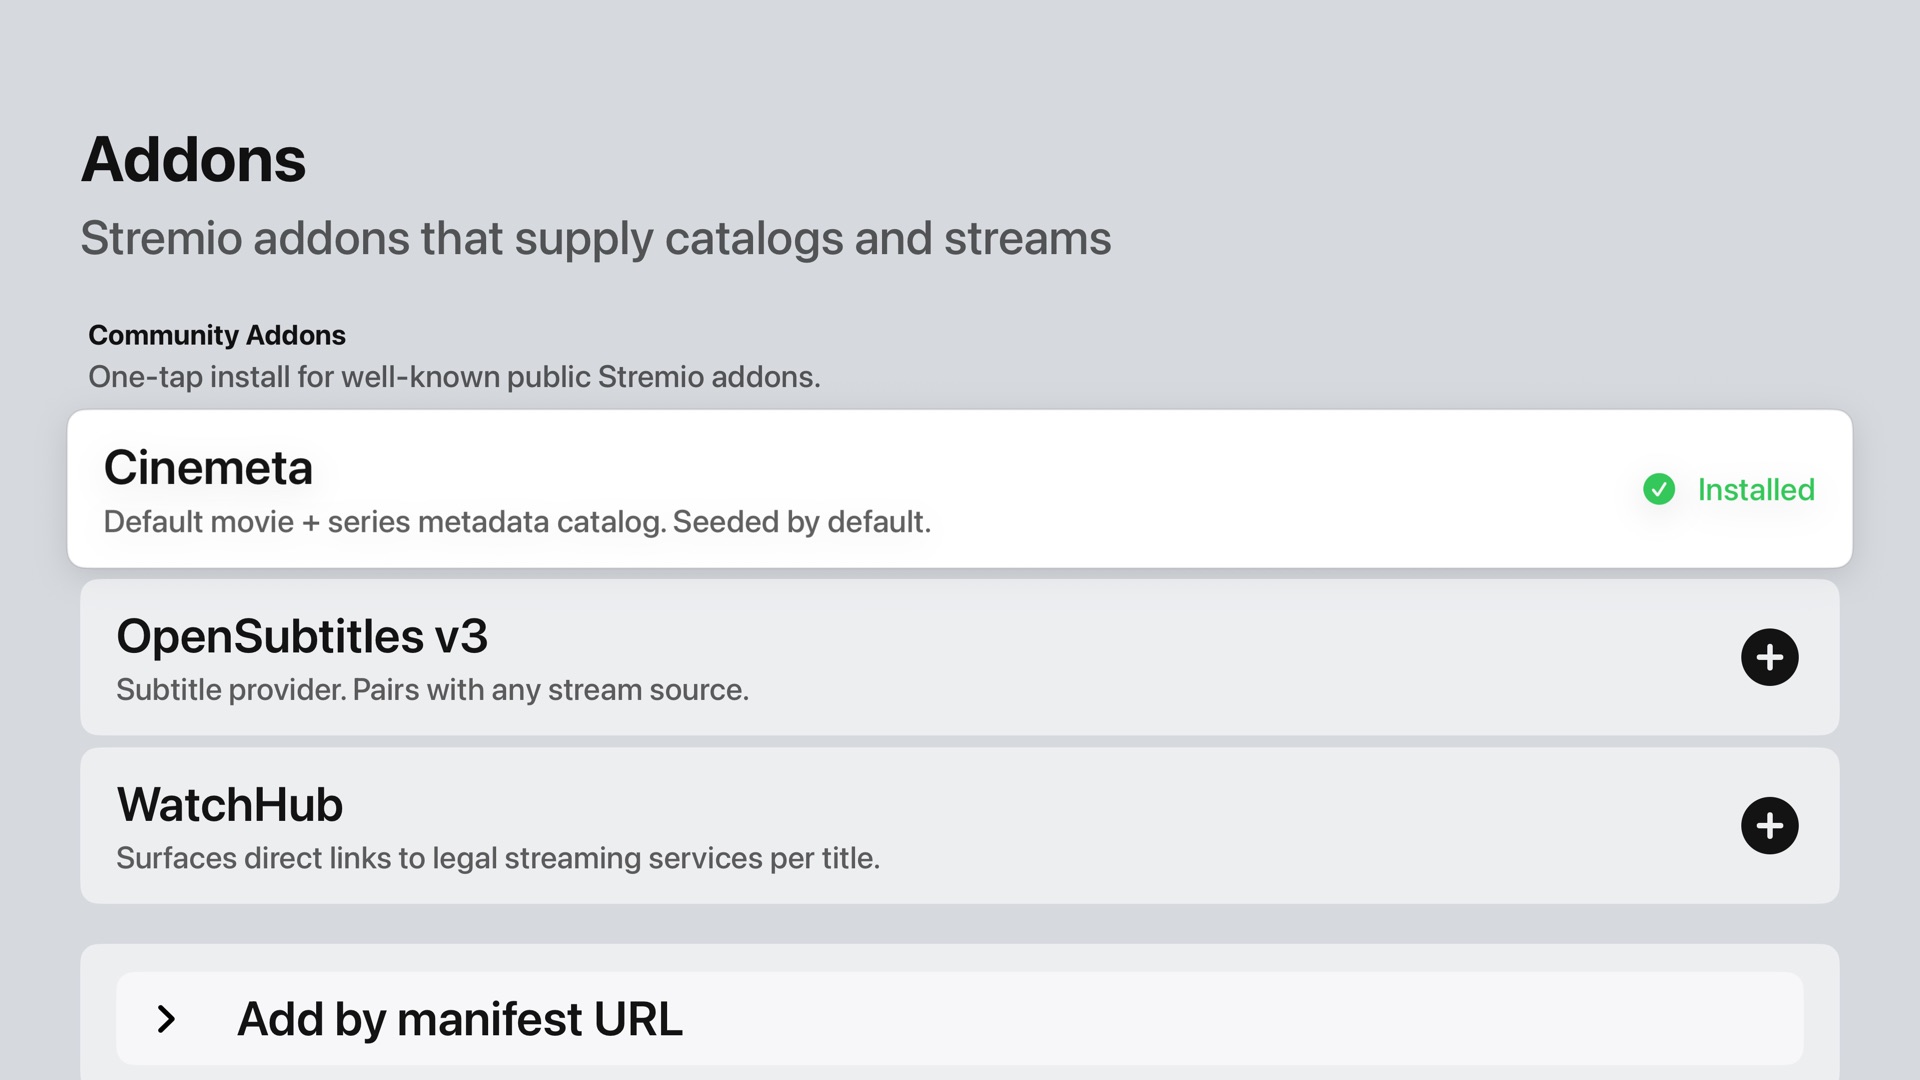 Addons
Stremio addons that supply catalogs and streams
Community Addons
One-tap install for well-known public Stremio addons.
Cinemeta
Default movie + series metadata catalog. Seeded by default.
Installed
OpenSubtitles v3
Subtitle provider. Pairs with any stream source.
WatchHub
Surfaces direct links to legal streaming services per title.
Add by manifest URL